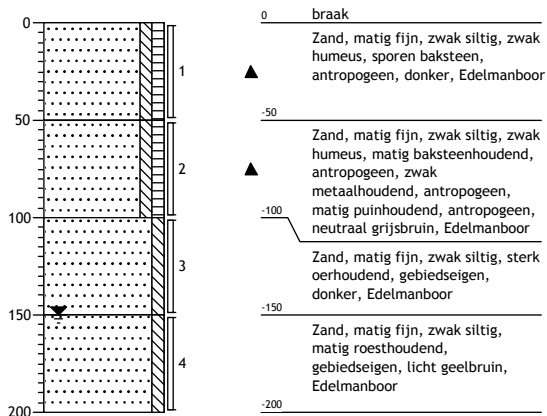 0
50
100
150
200
1
2
3
4
0
braak
Zand, matig fijn, zwak siltig, zwak
humeus, sporen baksteen,
antropogeen, donker, Edelmanboor
-50
Zand, matig fijn, zwak siltig, zwak
humeus, matig baksteenhoudend,
antropogeen, zwak
metaalhoudend, antropogeen,
matig puinhoudend, antropogeen,
neutraal grijsbruin, Edelmanboor
-100
Zand, matig fijn, zwak siltig, sterk
oerhoudend, gebiedseigen,
donker, Edelmanboor
-150
Zand, matig fijn, zwak siltig,
matig roesthoudend,
gebiedseigen, licht geelbruin,
Edelmanboor
-200